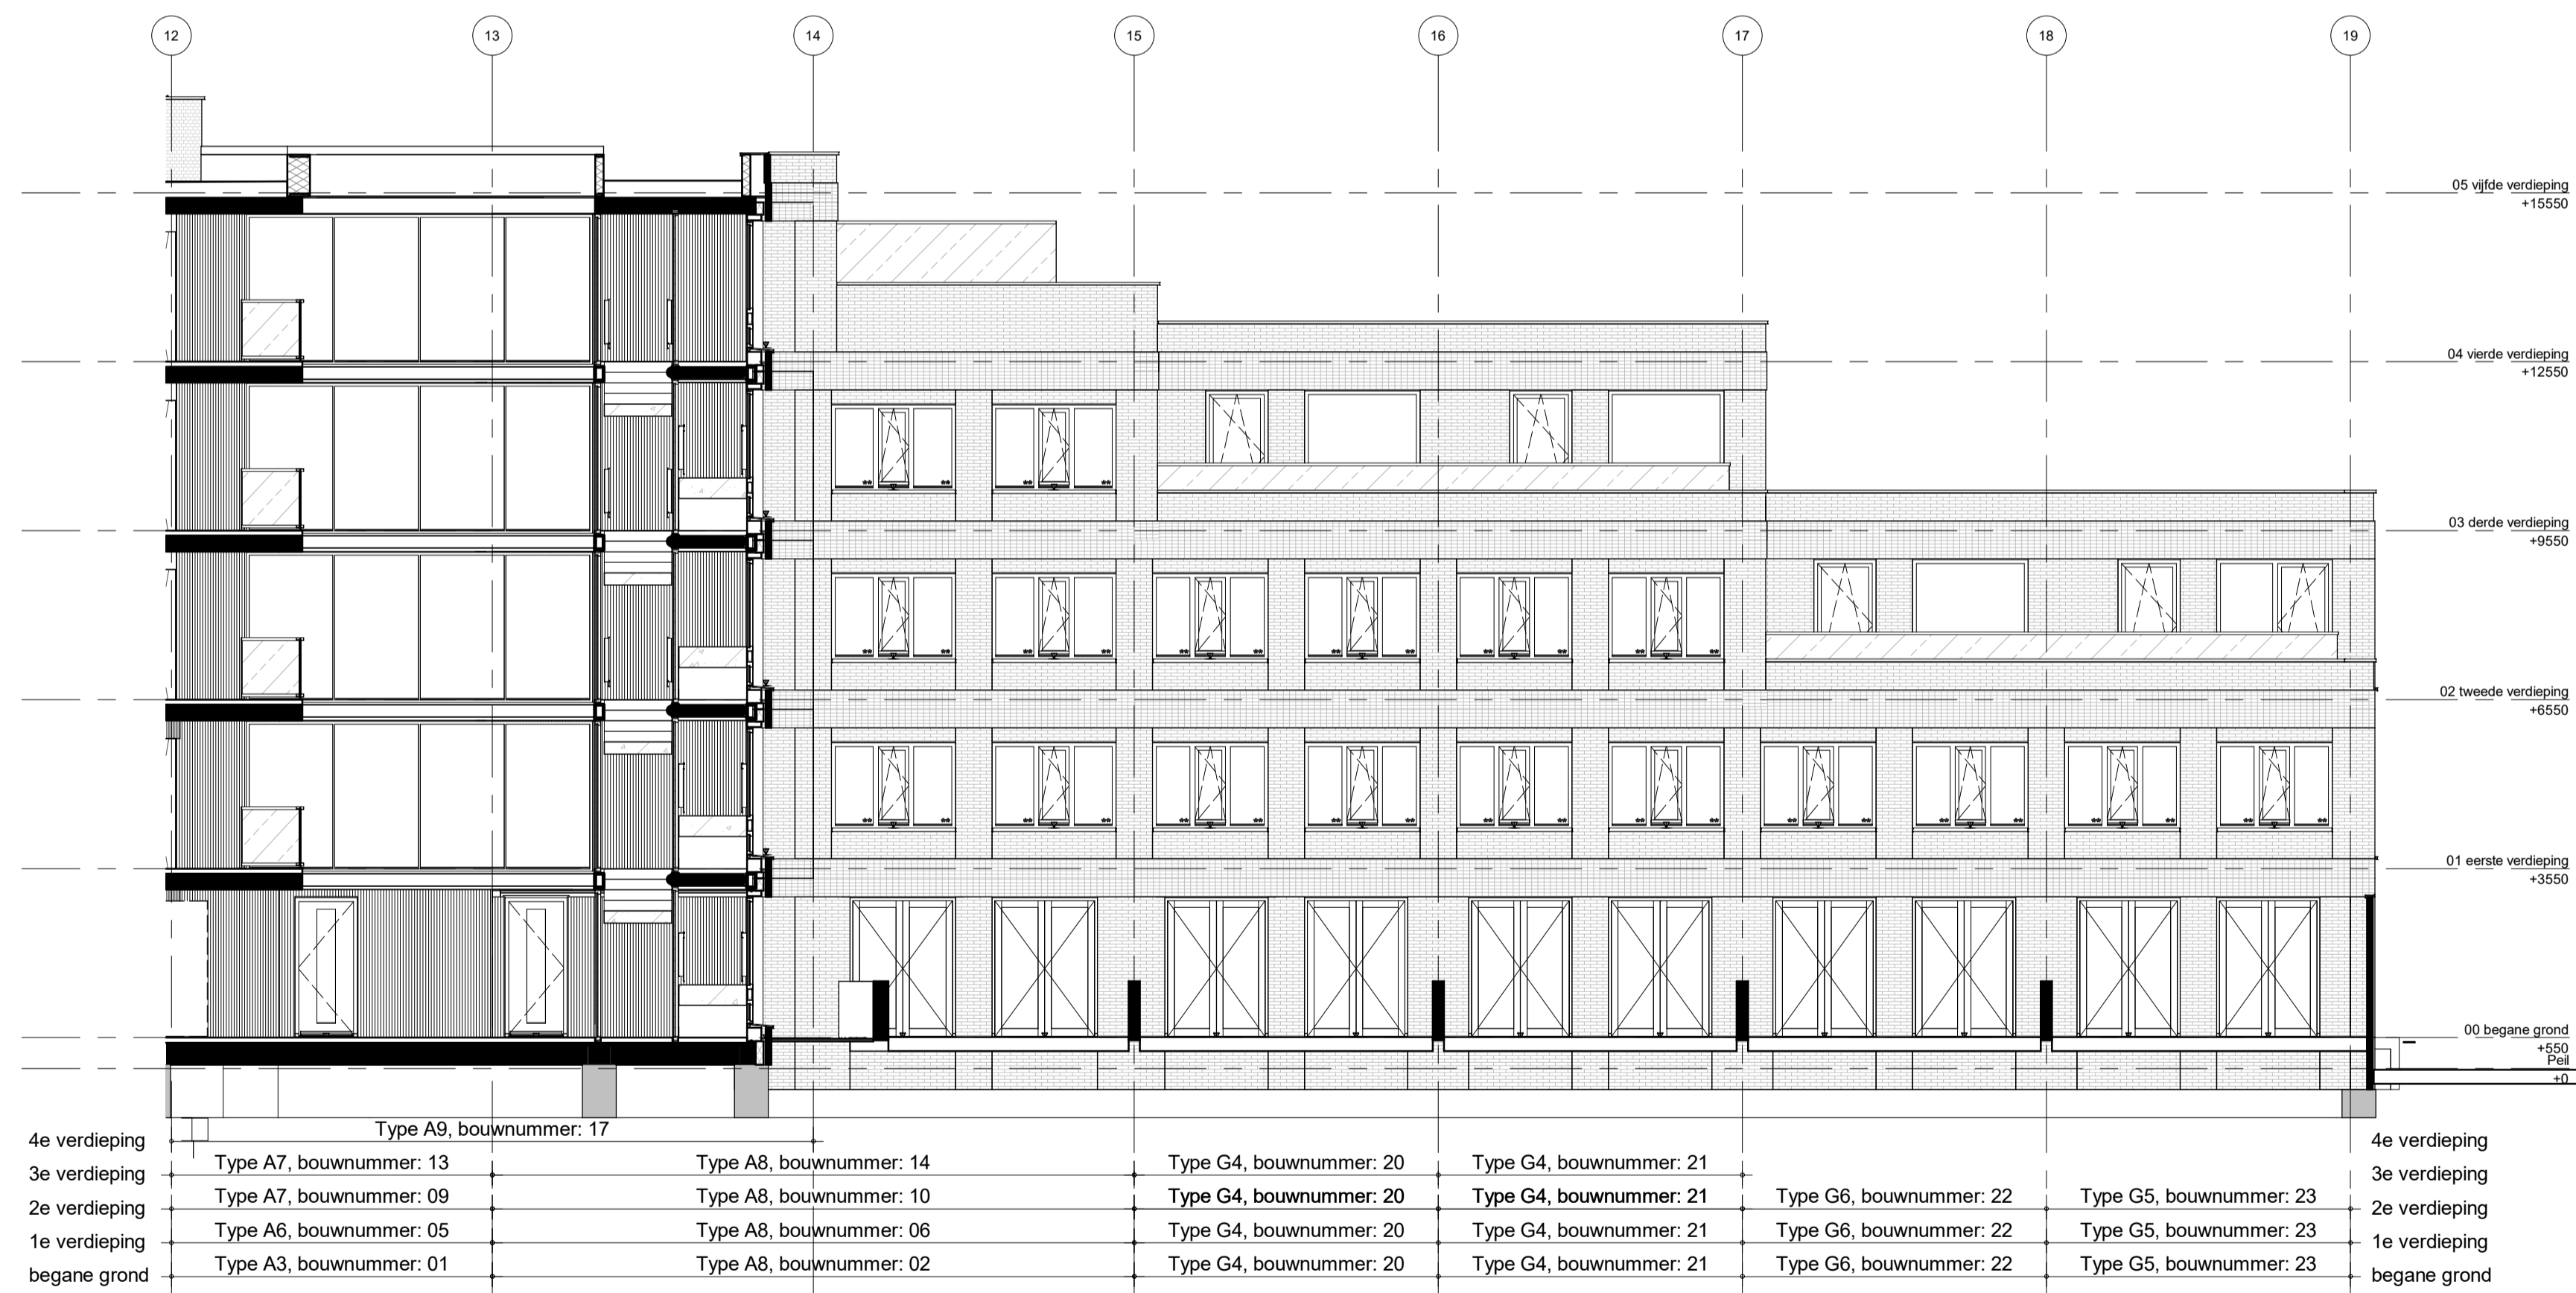 12 13 14 15 16 17 18 19
05 vijfde verdieping
+15550
04 vierde verdieping
+12550
03 derde verdieping
+9550
02 tweede verdieping
+6550
01 eerste verdieping
+3550
00 begane grond
+550
Peil
+0
Type A9, bouwnummer: 17
4e verdieping 4e verdieping
Type A7, bouwnummer: 13 Type A8, bouwnummer: 14 Type G4, bouwnummer: 20 Type G4, bouwnummer: 21
3e verdieping 3e verdieping
Type A7, bouwnummer: 09 Type A8, bouwnummer: 10 Type G4, bouwnummer: 20 Type G4, bouwnummer: 21 Type G6, bouwnummer: 22 Type G5, bouwnummer: 23
2e verdieping 2e verdieping
Type A6, bouwnummer: 05 Type A8, bouwnummer: 06 Type G4, bouwnummer: 20 Type G4, bouwnummer: 21 Type G6, bouwnummer: 22 Type G5, bouwnummer: 23
1e verdieping 1e verdieping
Type A3, bouwnummer: 01 Type A8, bouwnummer: 02 Type G4, bouwnummer: 20 Type G4, bouwnummer: 21 Type G6, bouwnummer: 22 Type G5, bouwnummer: 23
begane grond begane grond